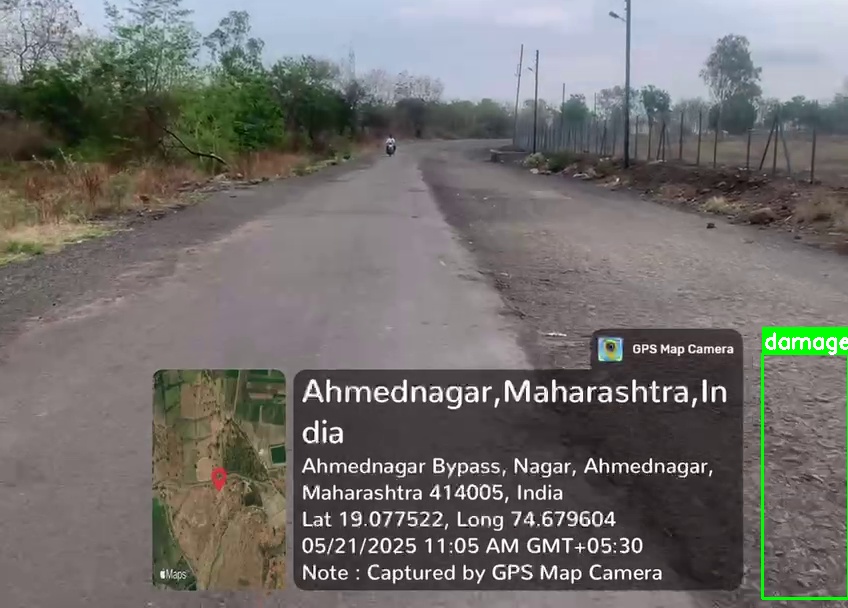 damage
GPS Map Camera
Ahmednagar,Maharashtra,In
dia
Ahmednagar Bypass, Nagar, Ahmednagar,
Maharashtra 414005, India
Lat 19.077522, Long 74.679604
05/21/2025 11:05 AM GMT+05:30
Note : Captured by GPS Map Camera
Maps